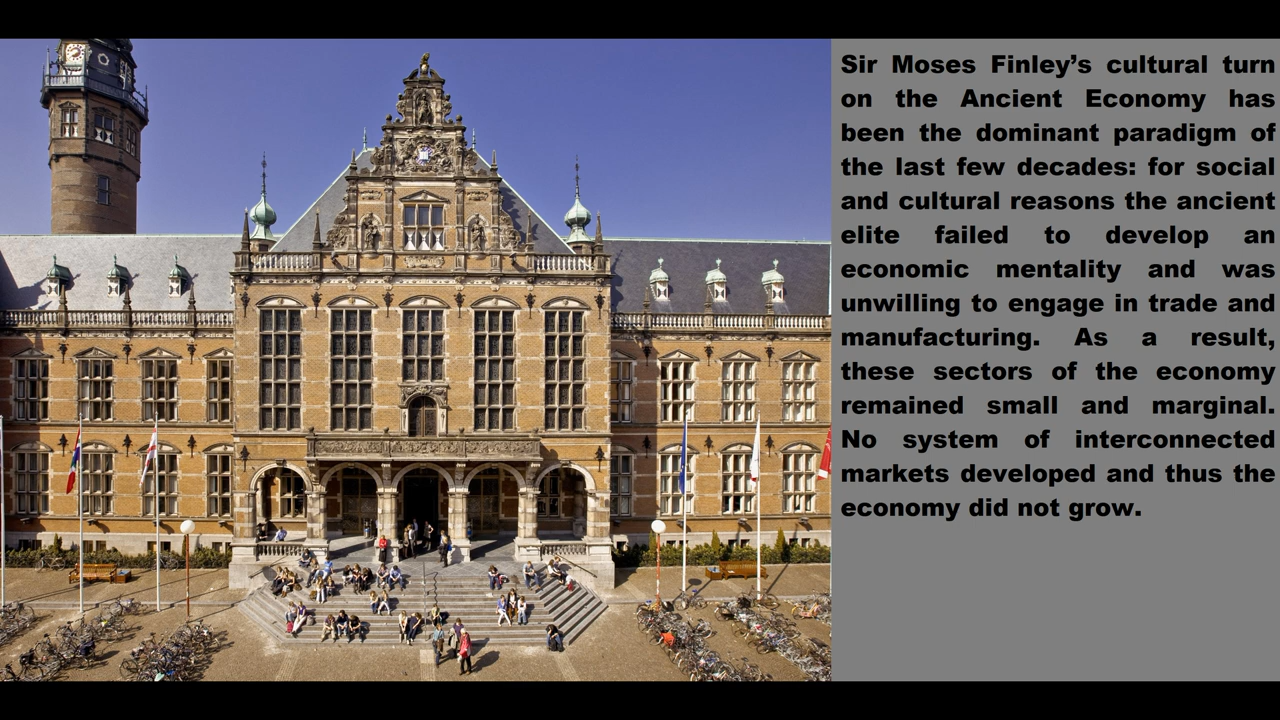 Sir Moses Finley’s cultural turn
on the Ancient Economy has
been the dominant paradigm of
the last few decades: for social
and cultural reasons the ancient
elite failed to develop an
economic mentality and was
unwilling to engage in trade and
manufacturing. As a result,
these sectors of the economy
remained small and marginal.
No system of interconnected
markets developed and thus the
economy did not grow.